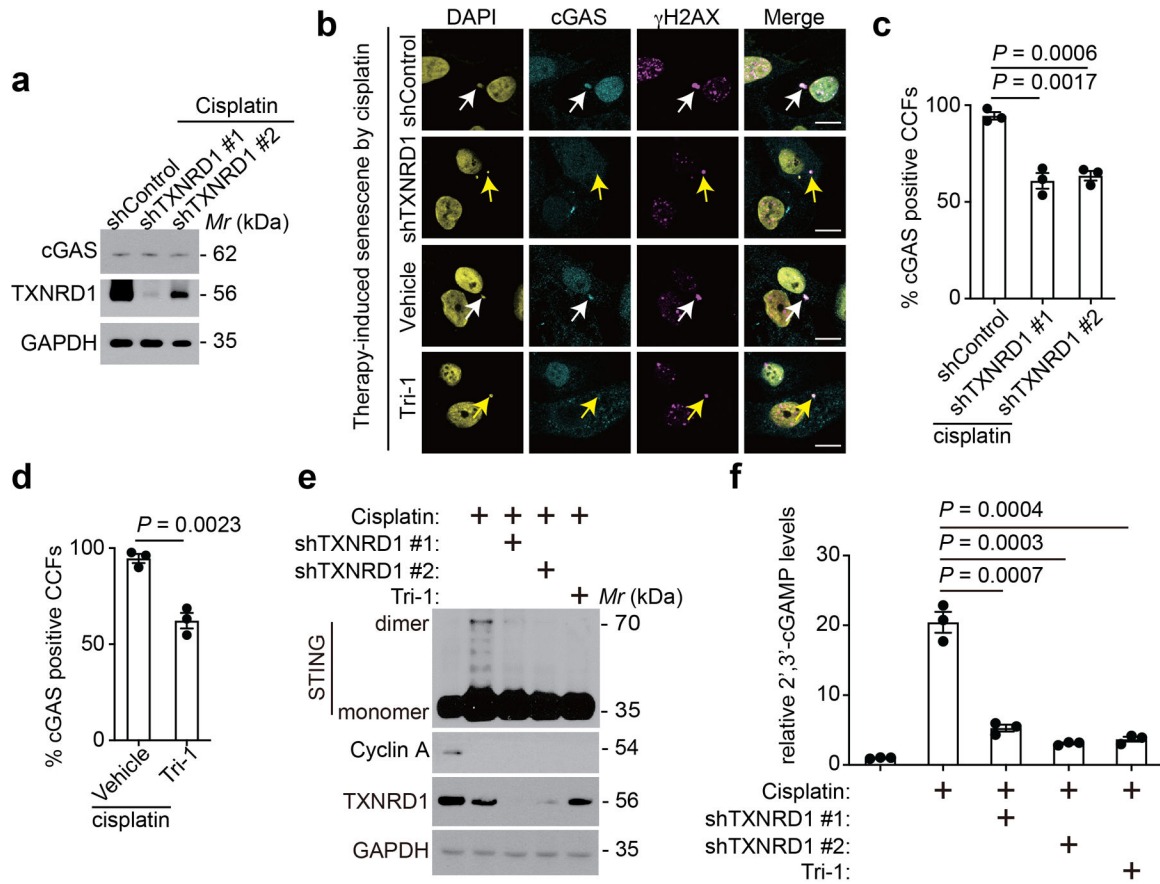 a
Cisplatin
shControl
shTXNRD1 #1
shTXNRD1 #2
Mr (kDa)
cGAS
- 62
TXNRD1
- 56
GAPDH
- 35
b
DAPI cGAS γH2AX Merge
Therapy-induced senescene by cisplatin
shControl
shTXNRD1
Vehicle
Tri-1
c
P = 0.0006
P = 0.0017
% cGAS positive CCFs
100
50
0
shControl
shTXNRD1 #1
shTXNRD1 #2
cisplatin
d
P = 0.0023
% cGAS positive CCFs
100
50
0
Vehicle
Tri-1
cisplatin
e
Cisplatin: + + + +
shTXNRD1 #1: +
shTXNRD1 #2: +
Tri-1: + Mr (kDa)
STING
dimer - 70
monomer - 35
Cyclin A - 54
TXNRD1 - 56
GAPDH - 35
f
P = 0.0004
P = 0.0003
P = 0.0007
relative 2',3'-cGAMP levels
30
20
10
0
Cisplatin: + + + +
shTXNRD1 #1: +
shTXNRD1 #2: +
Tri-1: +